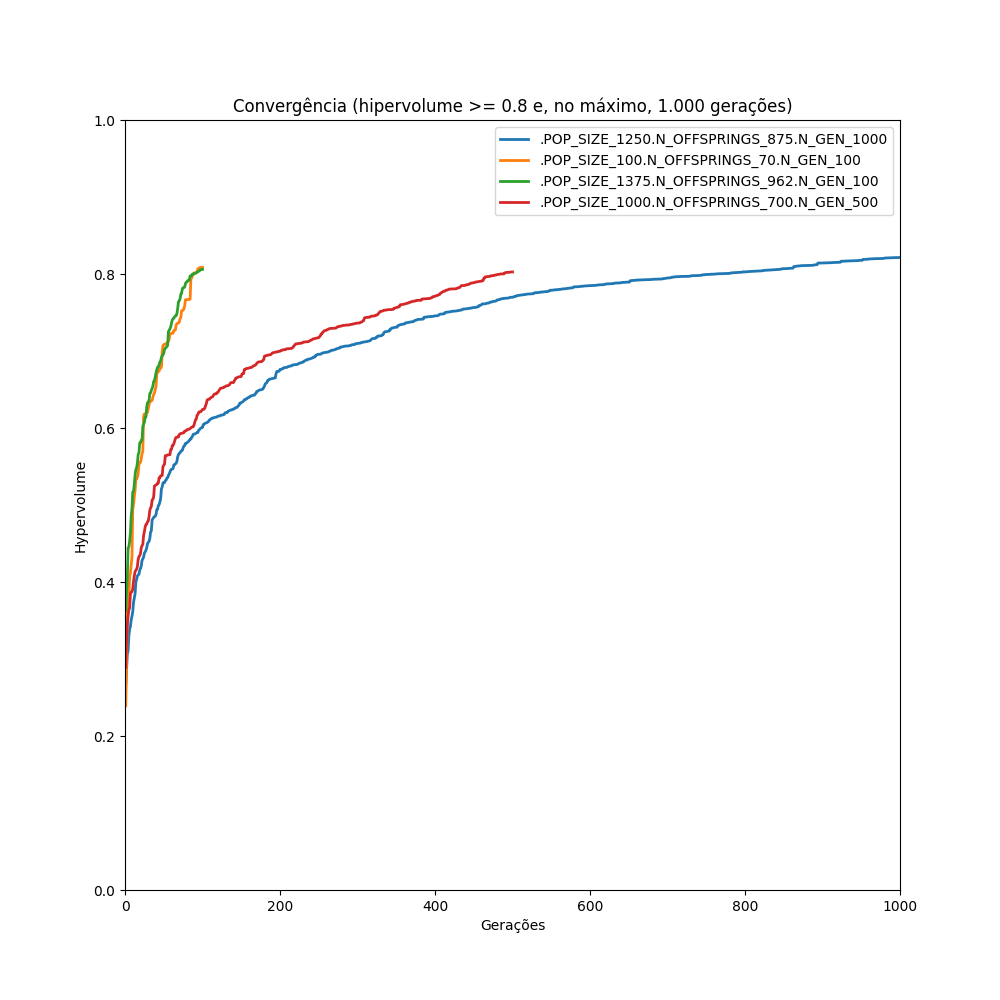 Convergência (hipervolume >= 0.8 e, no máximo, 1.000 gerações)
.POP_SIZE_1250.N_OFFSPRINGS_875.N_GEN_1000
.POP_SIZE_100.N_OFFSPRINGS_70.N_GEN_100
.POP_SIZE_1375.N_OFFSPRINGS_962.N_GEN_100
.POP_SIZE_1000.N_OFFSPRINGS_700.N_GEN_500
1.0
0.8
0.6
0.4
0.2
0.0
Hypervolume
0 200 400 600 800 1000
Gerações